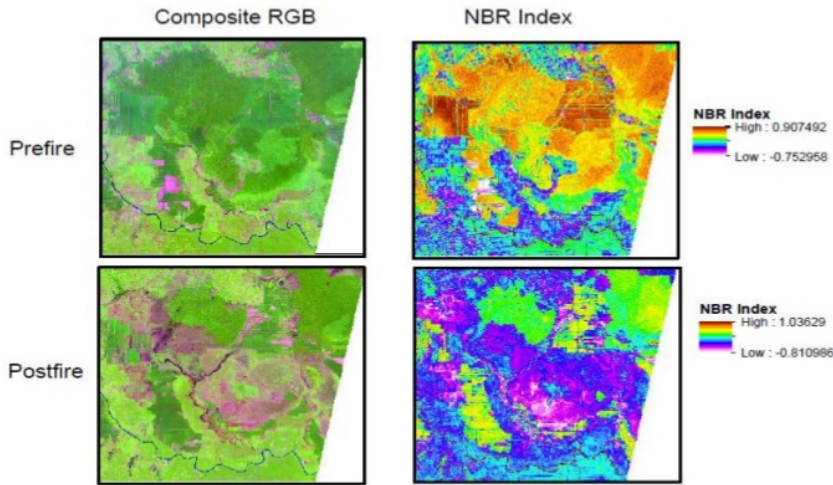 Composite RGB
NBR Index
Prefire
NBR Index
High : 0.907492
Low : -0.752958
Postfire
NBR Index
High : 1.03629
Low : -0.810986